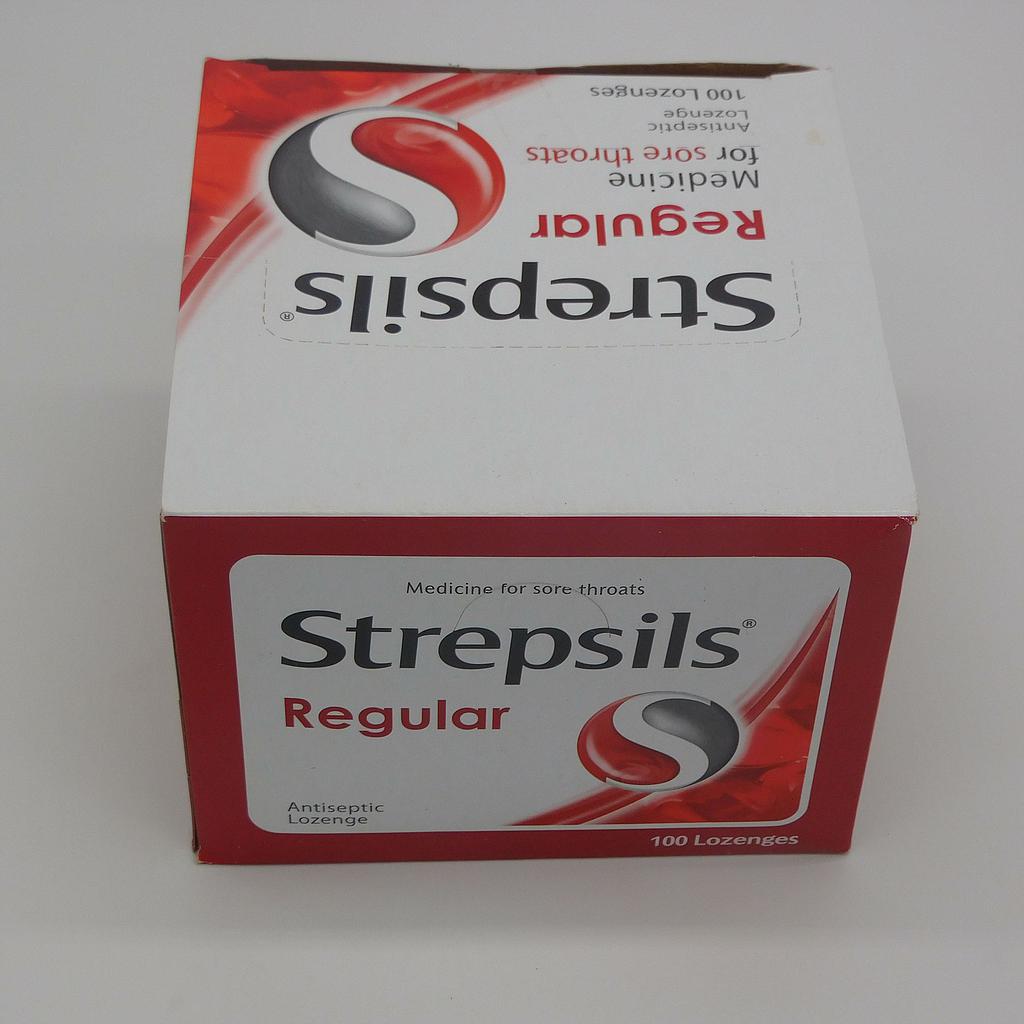 100 Lozenges
Antiseptic
Lozenge
Medicine
for sore throats
Regular
Strepsils®
Medicine for sore throats
Strepsils®
Regular
Antiseptic
Lozenge
100 Lozenges